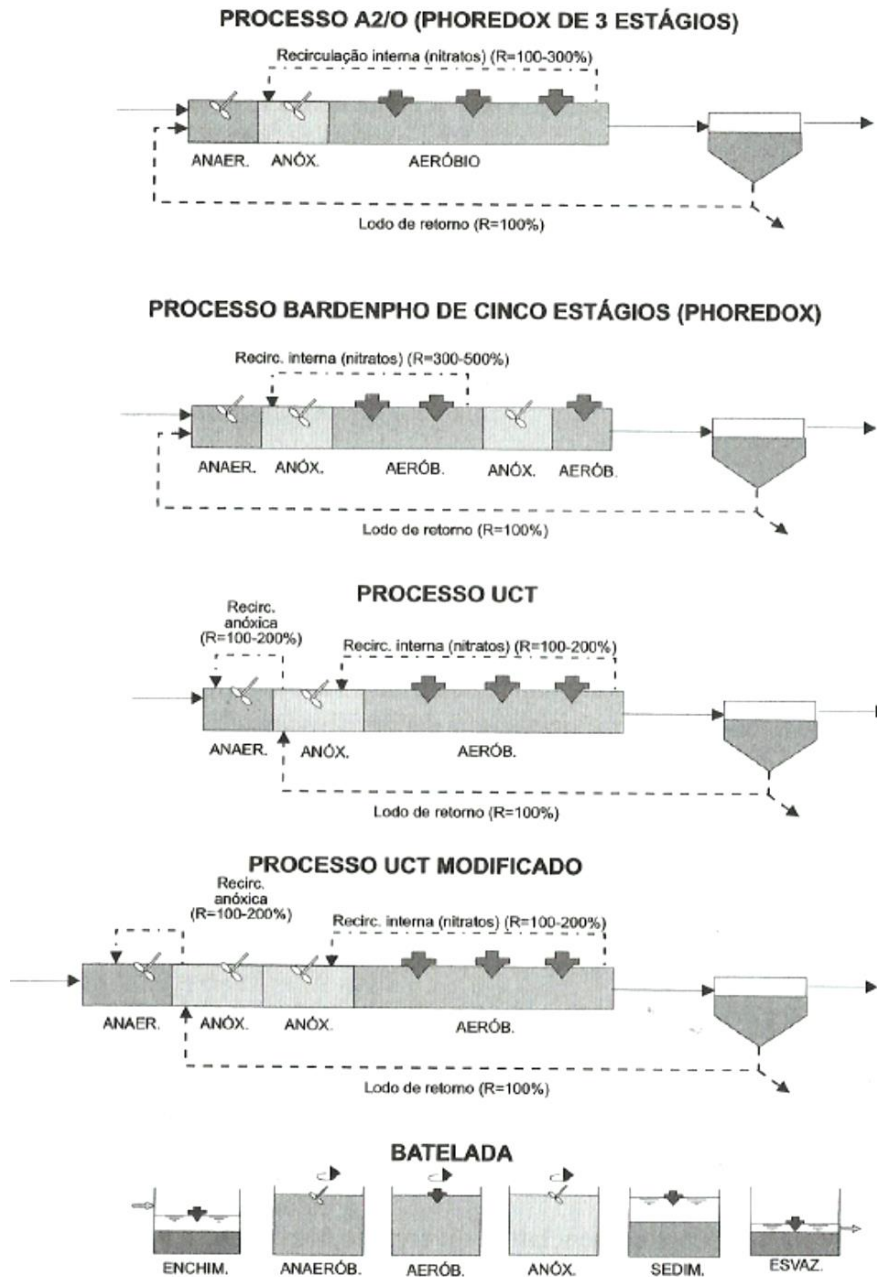 PROCESSO A2/O (PHOREDOX DE 3 ESTÁGIOS)
Recirculação interna (nitratos) (R=100-300%)
ANAER. ANÓX. AERÓBIO
Lodo de retorno (R=100%)
PROCESSO BARDENPHO DE CINCO ESTÁGIOS (PHOREDOX)
Recirc. interna (nitratos) (R=300-500%)
ANAER. ANÓX. AERÓB. ANÓX. AERÓB.
Lodo de retorno (R=100%)
PROCESSO UCT
Recirc.
anóxica
(R=100-200%)
Recirc. interna (nitratos) (R=100-200%)
ANAER. ANÓX. AERÓB.
Lodo de retorno (R=100%)
PROCESSO UCT MODIFICADO
Recirc.
anóxica
(R=100-200%)
Recirc. interna (nitratos) (R=100-200%)
ANAER. ANÓX. ANÓX. AERÓB.
Lodo de retorno (R=100%)
BATELADA
ENCHIM. ANAERÓB. AERÓB. ANÓX. SEDIM. ESVAZ.